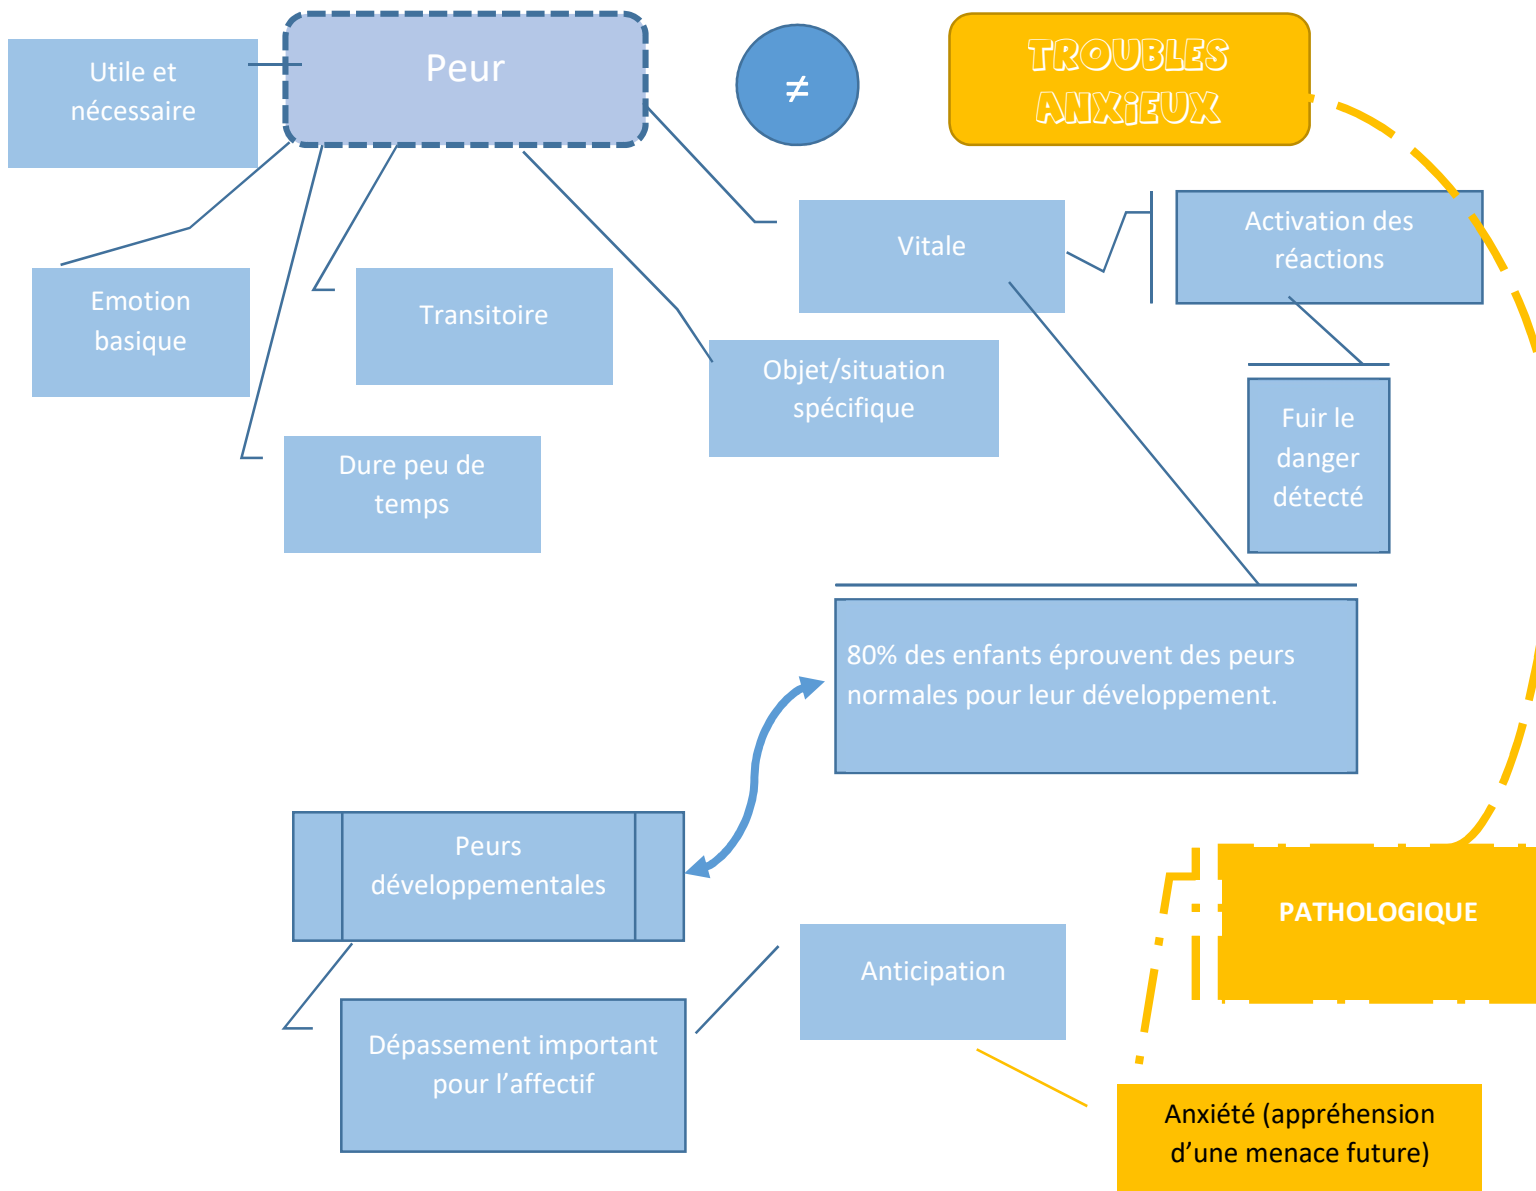 Peur
≠
TROUBLES
ANXiEUX
Utile et
nécessaire
Vitale
Activation des
réactions
Emotion
basique
Transitoire
Objet/situation
spécifique
Fuir le
danger
détecté
Dure peu de
temps
80% des enfants éprouvent des peurs
normales pour leur développement.
Peurs
développementales
PATHOLOGIQUE
Anticipation
Dépassement important
pour l’affectif
Anxiété (appréhension
d’une menace future)